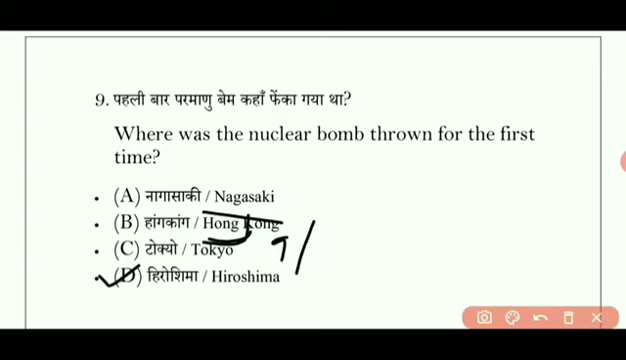 9. पहली बार परमाणु बेम कहाँ फेंका गया था?
Where was the nuclear bomb thrown for the first
time?
(A) नागासाकी / Nagasaki
(B) हांगकांग / Hong Kong
(C) टोक्यो / Tokyo
(D) हिरोशिमा / Hiroshima